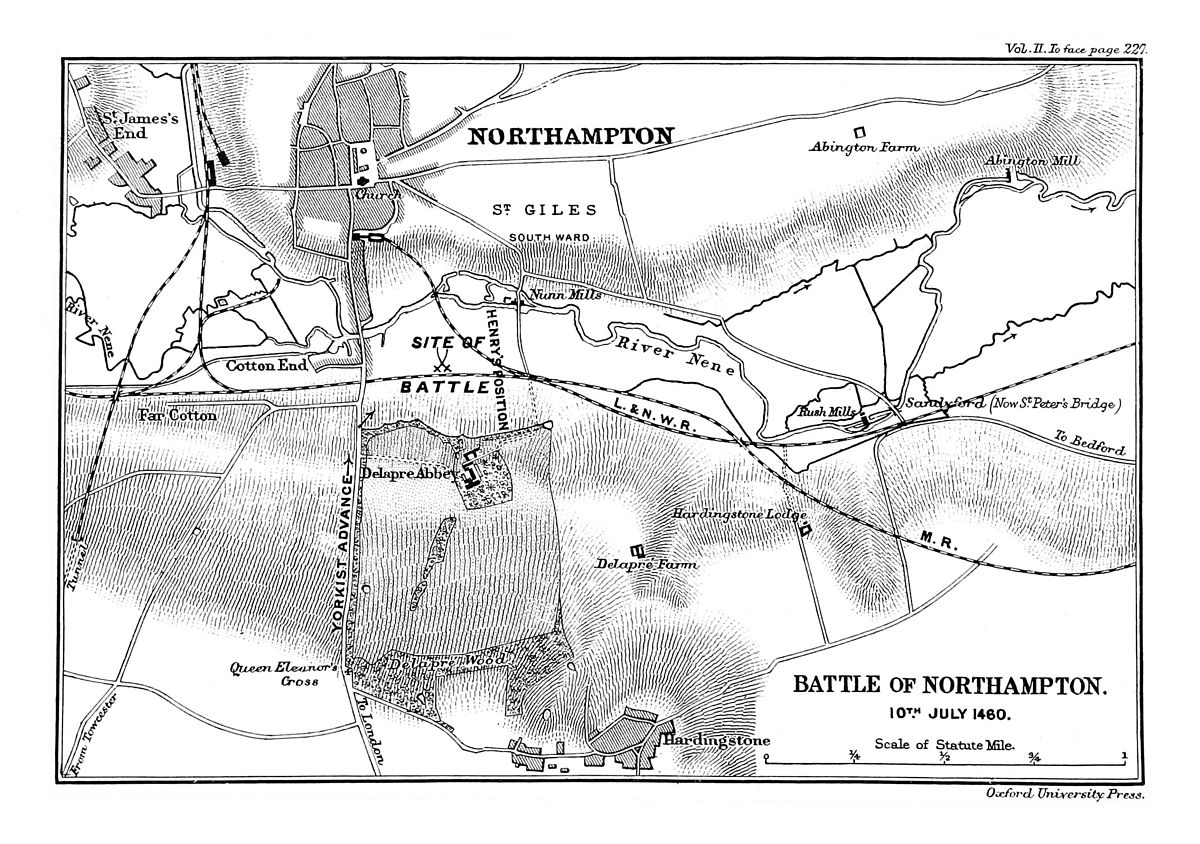 Vol. II. To face page 227.
St. James's
End
NORTHAMPTON
Abington Farm
Abington Mill
Church
ST GILES
SOUTH WARD
Nunn Mills
River Nene
HENRY'S POSITION
SITE OF
BATTLE
River Nene
Cotton End
Far Cotton
L. & N. W. R.
Rush Mills
Sandyford (Now St. Peter's Bridge)
To Bedford
Delapre Abbey
YORKIST ADVANCE
Hardingstone Lodge
M. R.
Delapre Farm
Tunnel
Queen Eleanor's
Cross
Delapre Wood
From Towcester
To London
Hardingstone
BATTLE OF NORTHAMPTON.
10TH JULY 1460.
Scale of Statute Mile.
0 1/4 1/2 3/4 1
Oxford University Press.